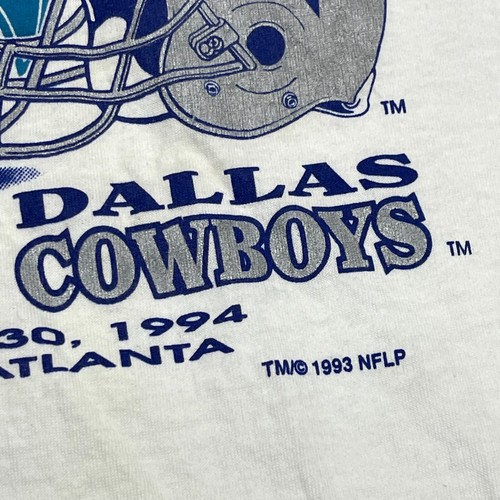 TM
DALLAS
COWBOYS TM
30, 1994
ATLANTA
TM/© 1993 NFLP